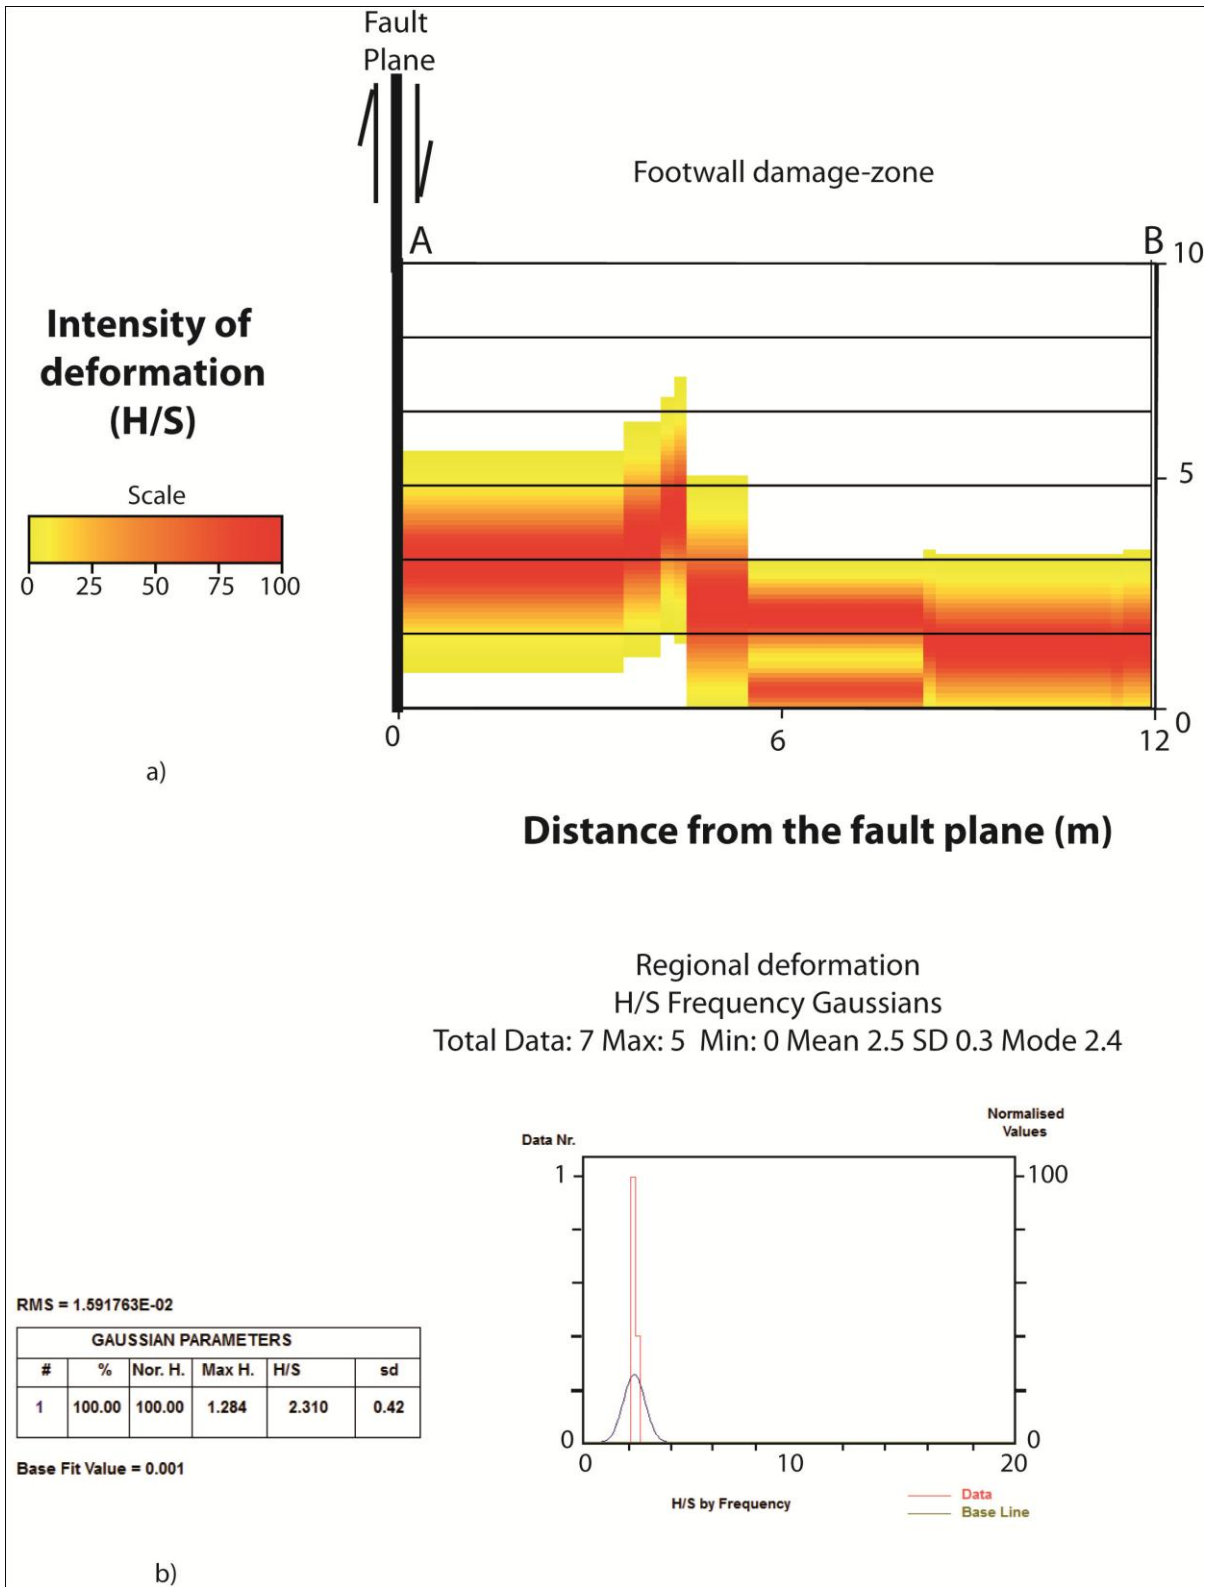 Fault
Plane
Footwall damage-zone
A
B
10
Intensity of
deformation
(H/S)
5
Scale
0 25 50 75 100
0
0 6 12
a)
Distance from the fault plane (m)
Regional deformation
H/S Frequency Gaussians
Total Data: 7 Max: 5 Min: 0 Mean 2.5 SD 0.3 Mode 2.4
Normalised
Values
Data Nr.
1
100
RMS = 1.591763E-02
GAUSSIAN PARAMETERS
# % Nor. H. Max H. H/S sd
1 100.00 100.00 1.284 2.310 0.42
0
0
0 10 20
Base Fit Value = 0.001
H/S by Frequency
Data
Base Line
b)